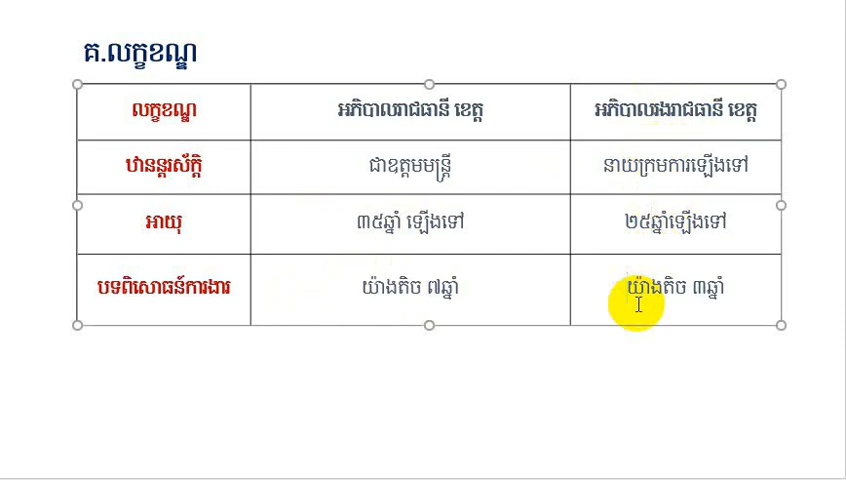 គ.លក្ខខណ្ឌ
លក្ខខណ្ឌ អភិបាលរាជធានី ខេត្ត អភិបាលរងរាជធានី ខេត្ត
ឋានន្តរស័ក្តិ ជាឧត្តមមន្ត្រី នាយក្រមការឡើងទៅ
អាយុ ៣៥ឆ្នាំ ឡើងទៅ ២៥ឆ្នាំឡើងទៅ
បទពិសោធន៍ការងារ យ៉ាងតិច ៧ឆ្នាំ យ៉ាងតិច ៣ឆ្នាំ